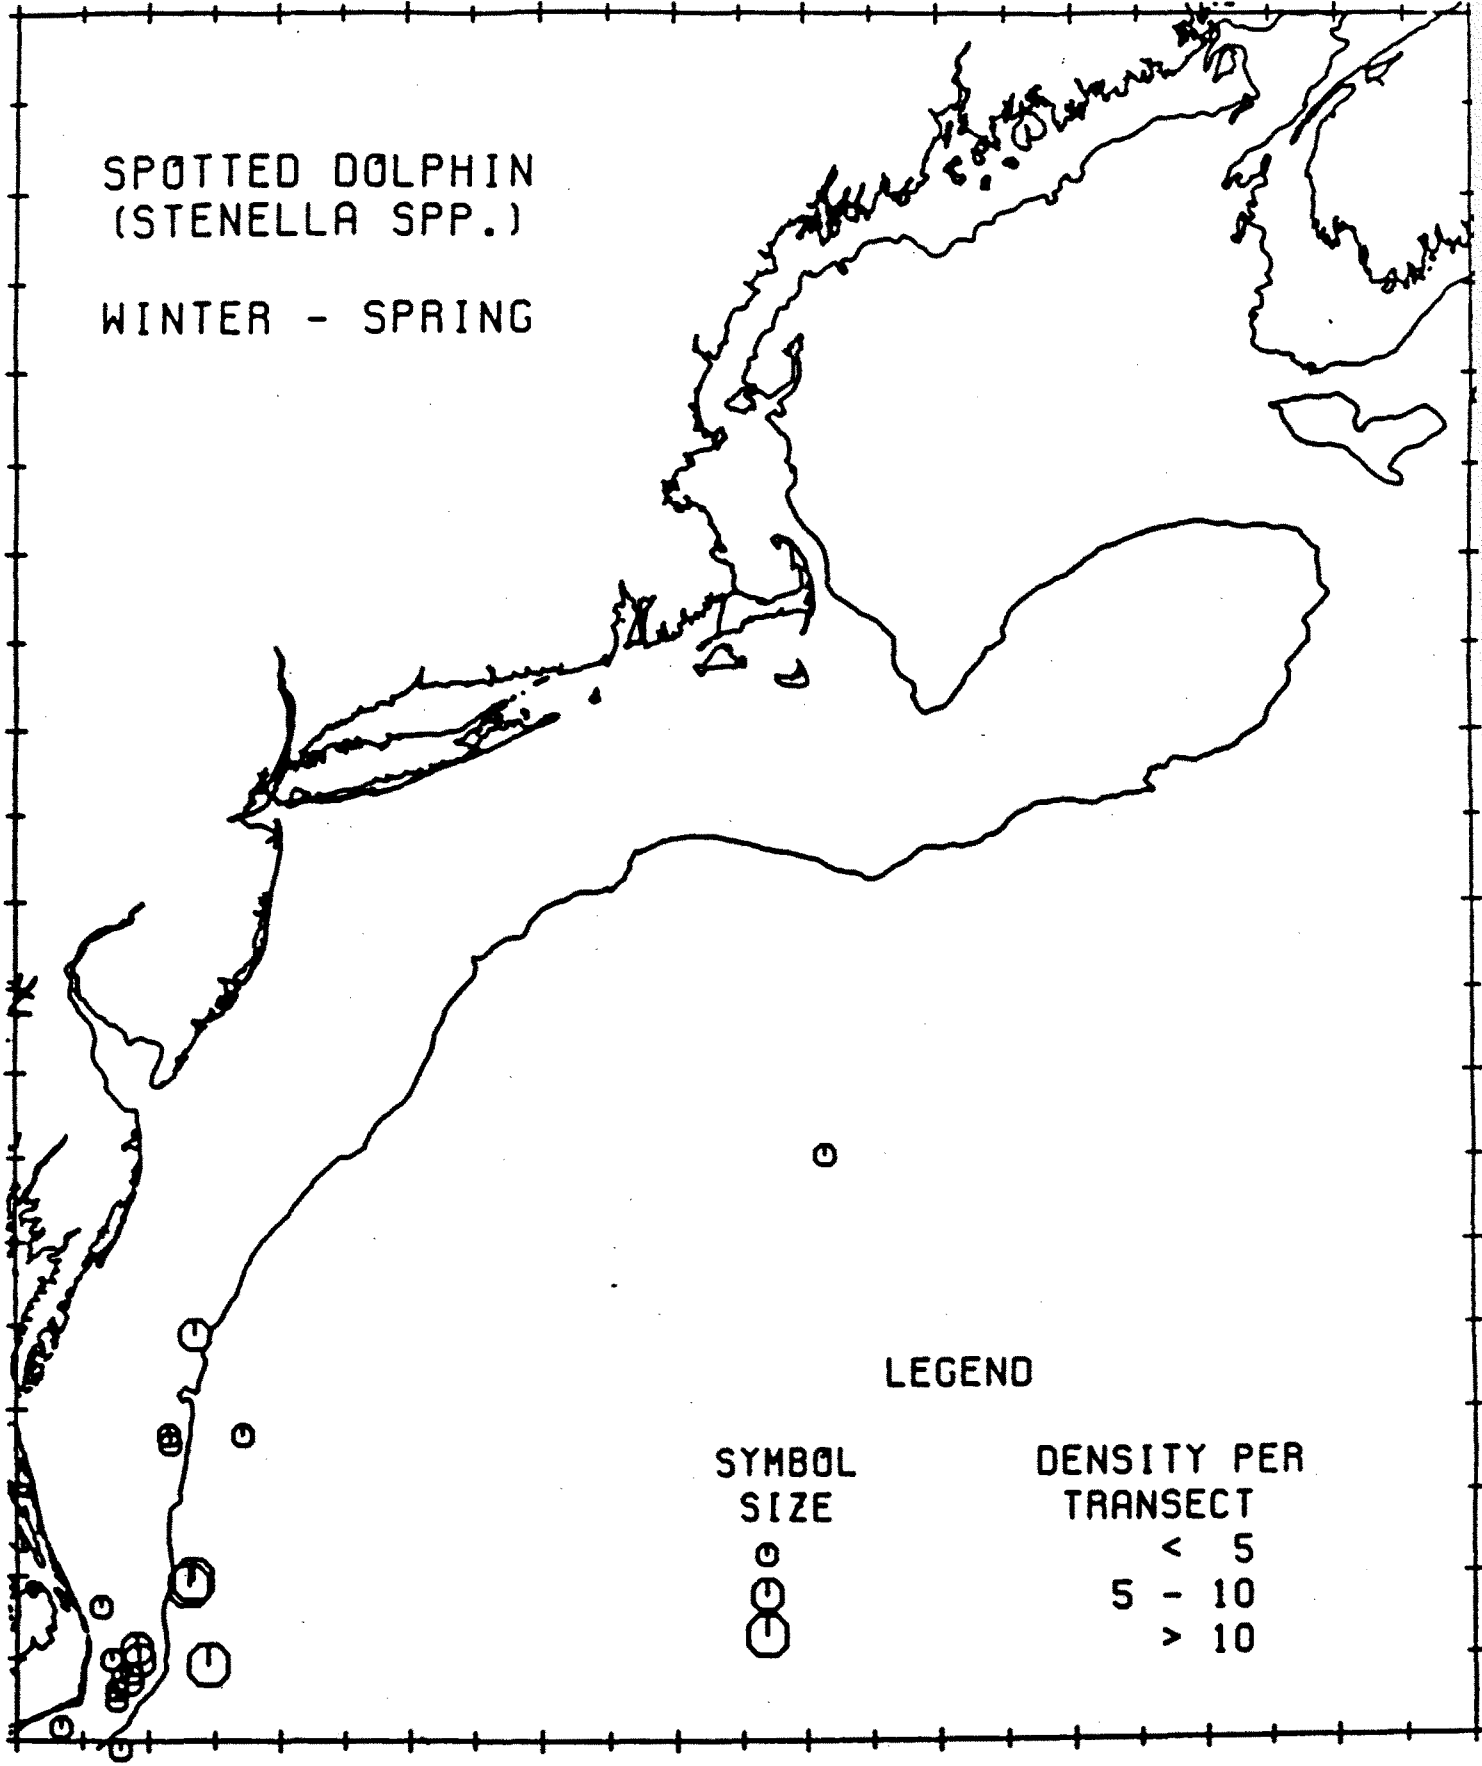 SPOTTED DOLPHIN
(STENELLA SPP.)
WINTER - SPRING
LEGEND
SYMBOL SIZE
DENSITY PER TRANSECT
< 5
5 - 10
> 10